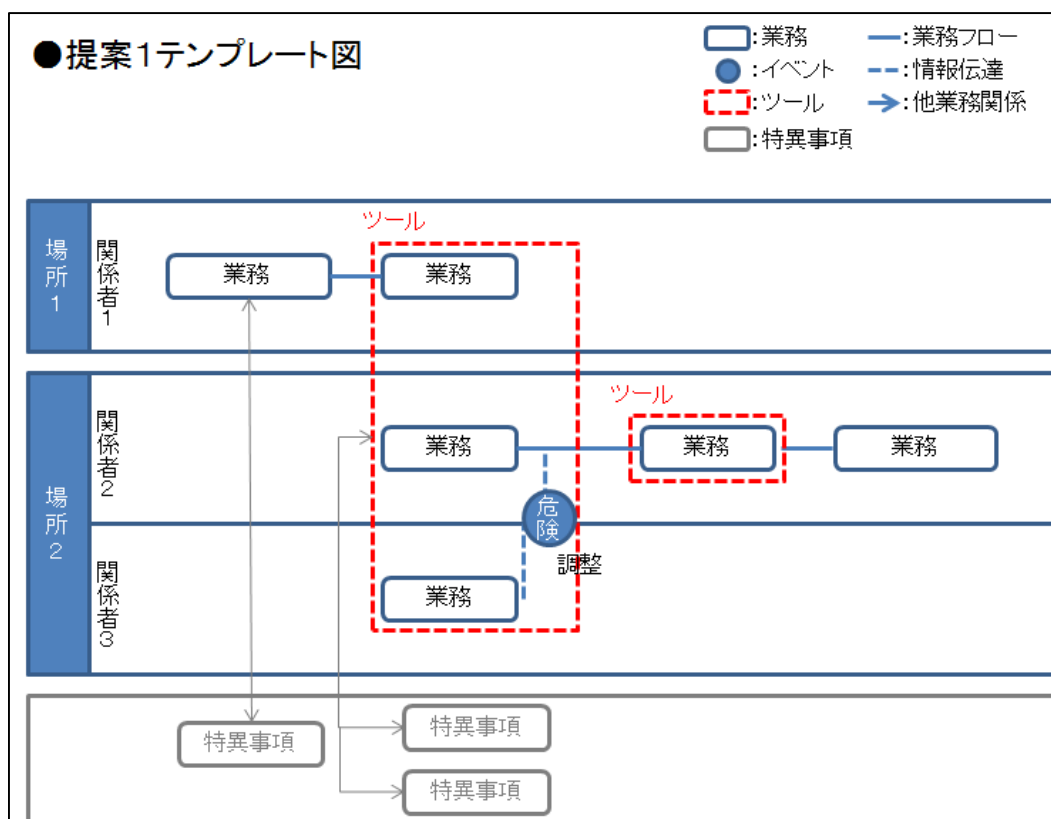 ●提案1テンプレート図
:業務
:業務フロー
:イベント
:情報伝達
:ツール
:他業務関係
:特異事項
場所1
関係者1
ツール
業務
業務
場所2
関係者2
ツール
業務
業務
業務
危険
調整
関係者3
業務
特異事項
特異事項
特異事項